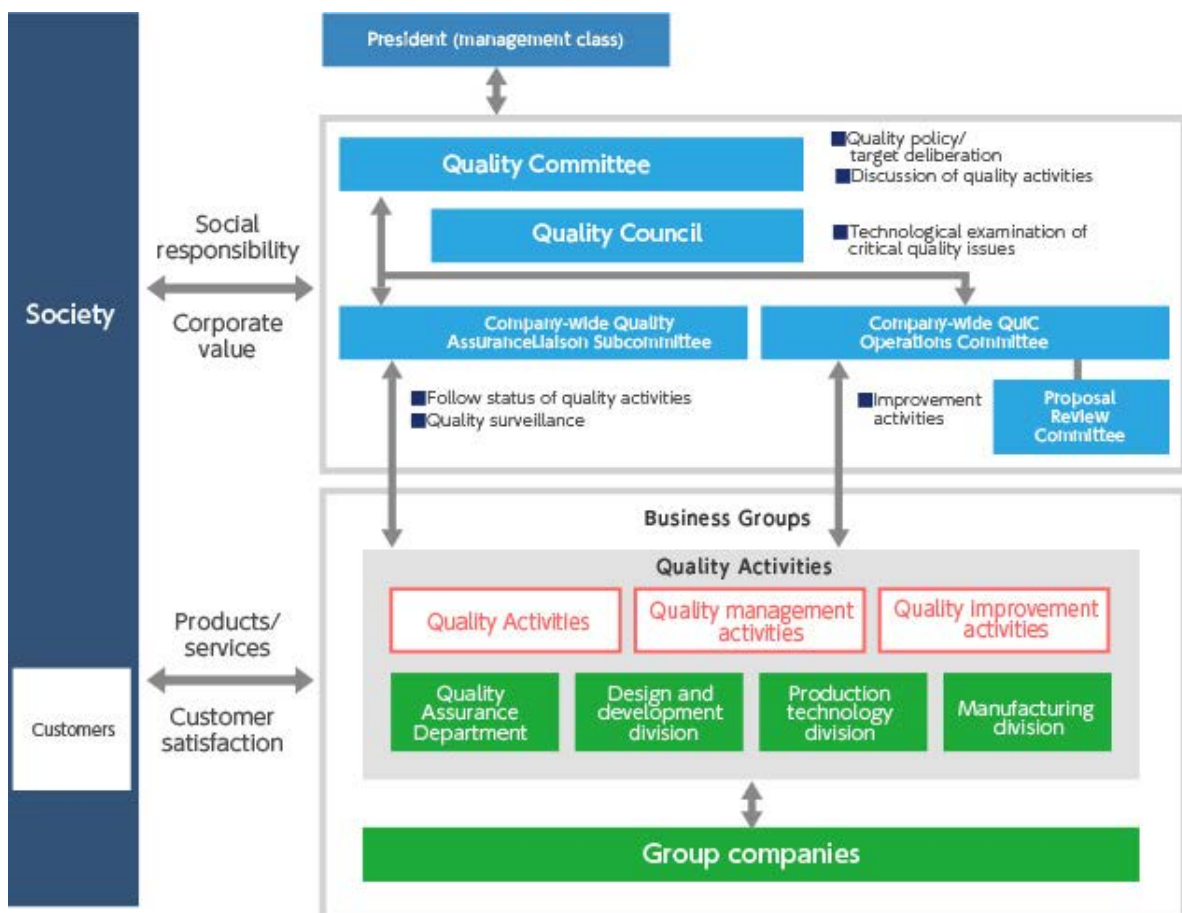 President (management class)
Quality Committee
■Quality policy/
target deliberation
■Discussion of quality activities
Quality Council
■Technological examination of
critical quality issues
Social
responsibility
Society
Corporate
value
Company-wide Quality
AssuranceLiaison Subcommittee
Company-wide QuIC
Operations Committee
■Follow status of quality activities
■Quality surveillance
■Improvement
activities
Proposal
Review
Committee
Business Groups
Quality Activities
Quality Activities
Quality management
activities
Quality improvement
activities
Products/
services
Customers
Customer
satisfaction
Quality
Assurance
Department
Design and
development
division
Production
technology
division
Manufacturing
division
Group companies